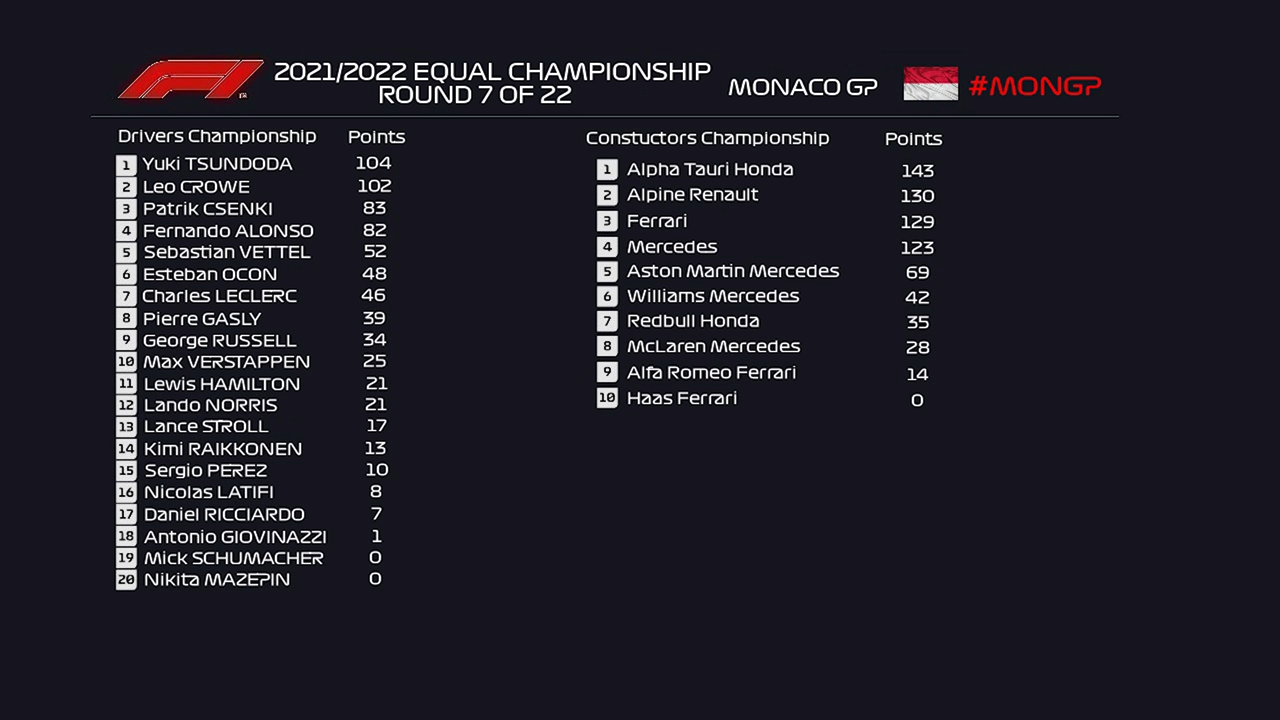 F1 TM
2021/2022 EQUAL CHAMPIONSHIP
ROUND 7 OF 22
MONACO GP
#MONGP
Drivers Championship Points
1 Yuki TSUNDODA 104
2 Leo CROWE 102
3 Patrik CSENKI 83
4 Fernando ALONSO 82
5 Sebastian VETTEL 52
6 Esteban OCON 48
7 Charles LECLERC 46
8 Pierre GASLY 39
9 George RUSSELL 34
10 Max VERSTAPPEN 25
11 Lewis HAMILTON 21
12 Lando NORRIS 21
13 Lance STROLL 17
14 Kimi RAIKKONEN 13
15 Sergio PEREZ 10
16 Nicolas LATIFI 8
17 Daniel RICCIARDO 7
18 Antonio GIOVINAZZI 1
19 Mick SCHUMACHER 0
20 Nikita MAZEPIN 0
Constuctors Championship Points
1 Alpha Tauri Honda 143
2 Alpine Renault 130
3 Ferrari 129
4 Mercedes 123
5 Aston Martin Mercedes 69
6 Williams Mercedes 42
7 Redbull Honda 35
8 McLaren Mercedes 28
9 Alfa Romeo Ferrari 14
10 Haas Ferrari 0